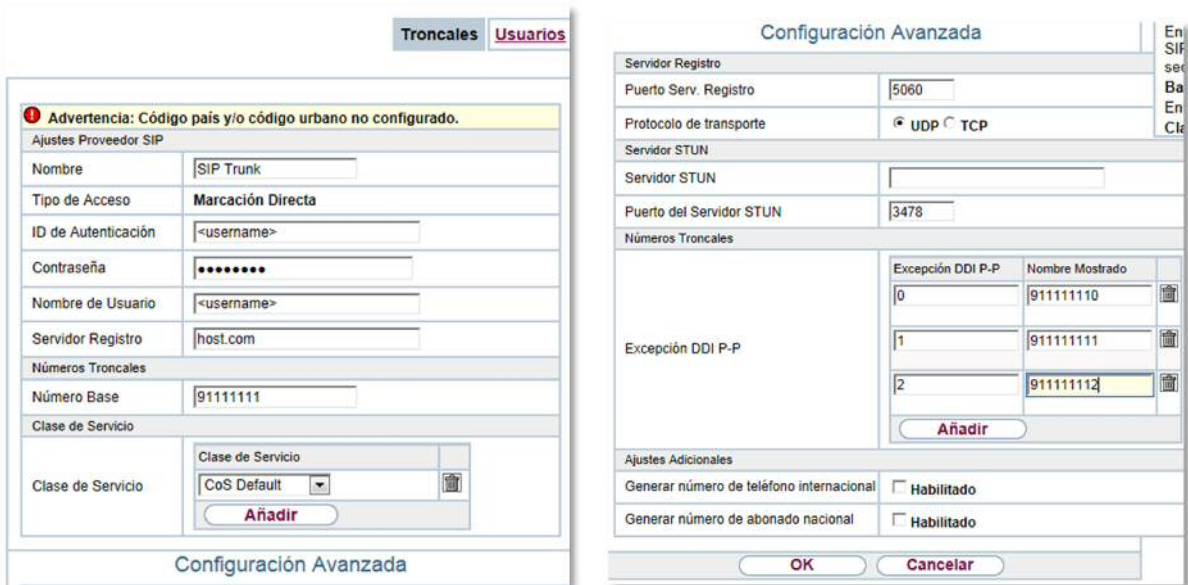 Troncales Usuarios
Advertencia: Código país y/o código urbano no configurado.
Ajustes Proveedor SIP
Nombre SIP Trunk
Tipo de Acceso Marcación Directa
ID de Autenticación <username>
Contraseña ••••••••
Nombre de Usuario <username>
Servidor Registro host.com
Números Troncales
Número Base 91111111
Clase de Servicio
Clase de Servicio
Clase de Servicio CoS Default
Añadir
Configuración Avanzada
Configuración Avanzada
Servidor Registro
Puerto Serv. Registro 5060
Protocolo de transporte UDP TCP
Servidor STUN
Servidor STUN
Puerto del Servidor STUN 3478
Números Troncales
Excepción DDI P-P Nombre Mostrado
0 911111110
Excepción DDI P-P 1 911111111
2 911111112
Añadir
Ajustes Adicionales
Generar número de teléfono internacional Habilitado
Generar número de abonado nacional Habilitado
OK Cancelar
En